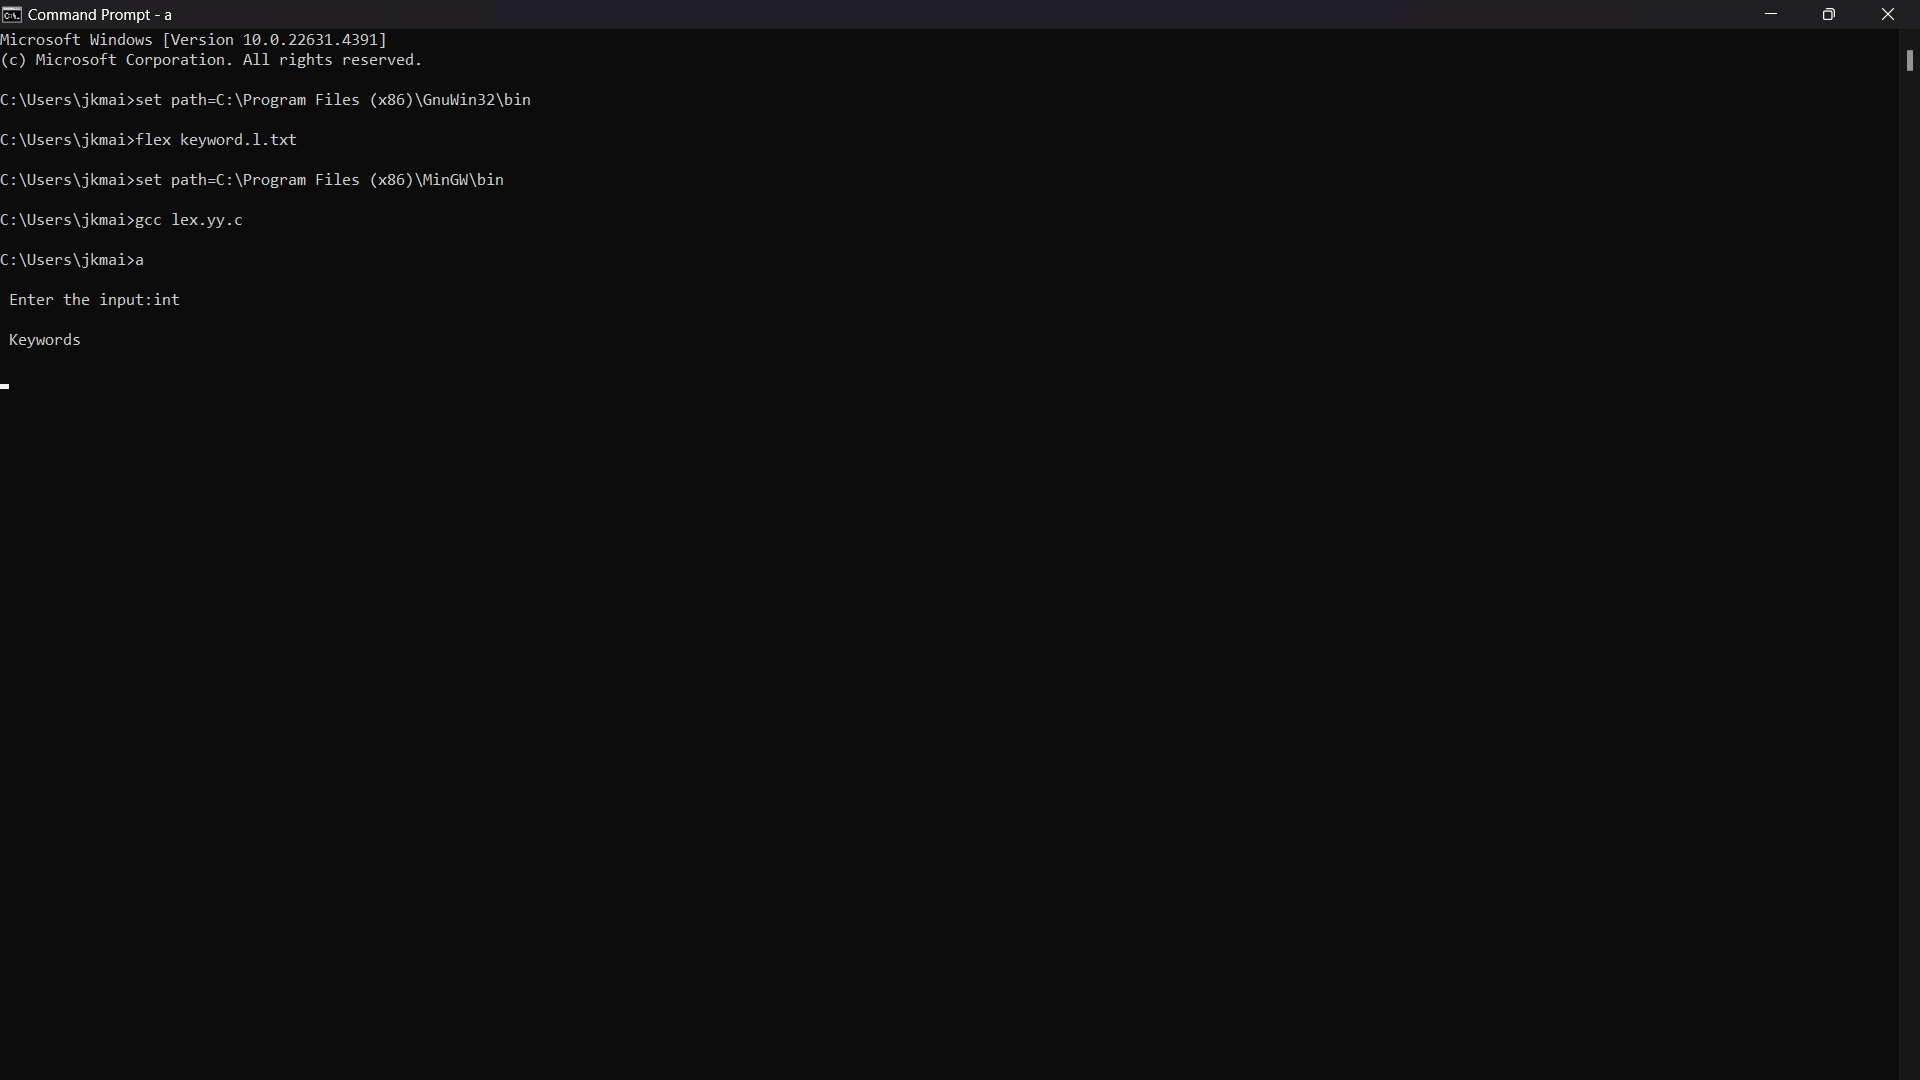 Command Prompt - a
Microsoft Windows [Version 10.0.22631.4391]
(c) Microsoft Corporation. All rights reserved.
C:\Users\jkmai>set path=C:\Program Files (x86)\GnuWin32\bin
C:\Users\jkmai>flex keyword.l.txt
C:\Users\jkmai>set path=C:\Program Files (x86)\MinGW\bin
C:\Users\jkmai>gcc lex.yy.c
C:\Users\jkmai>a
Enter the input:int
Keywords